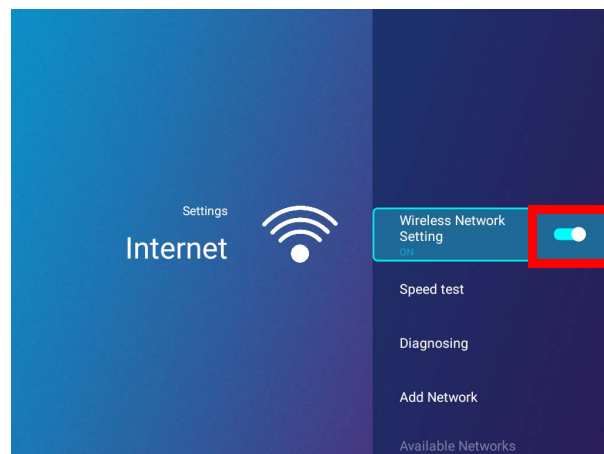 Settings
Internet
Wireless Network
Setting
ON
Speed test
Diagnosing
Add Network
Available Networks